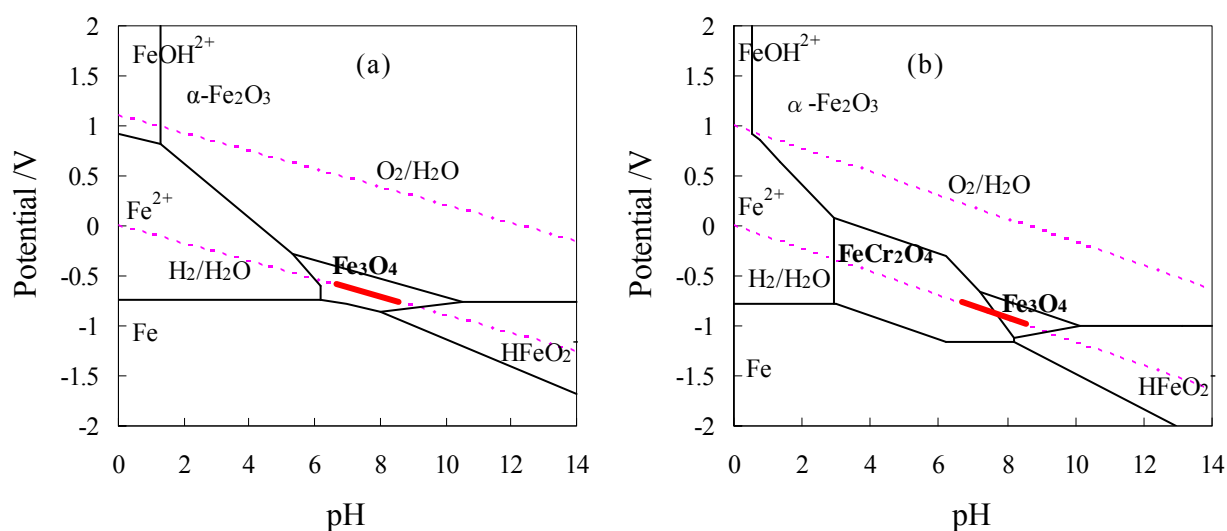 (a)
FeOH²⁺
α-Fe₂O₃
O₂/H₂O
Fe²⁺
H₂/H₂O
Fe₃O₄
Fe
HFeO₂
2
1.5
1
0.5
0
-0.5
-1
-1.5
-2
0 2 4 6 8 10 12 14
Potential /V
pH
(b)
FeOH²⁺
α -Fe₂O₃
O₂/H₂O
Fe²⁺
FeCr₂O₄
H₂/H₂O
Fe₃O₄
Fe
HFeO₂
2
1.5
1
0.5
0
-0.5
-1
-1.5
-2
0 2 4 6 8 10 12 14
Potential /V
pH